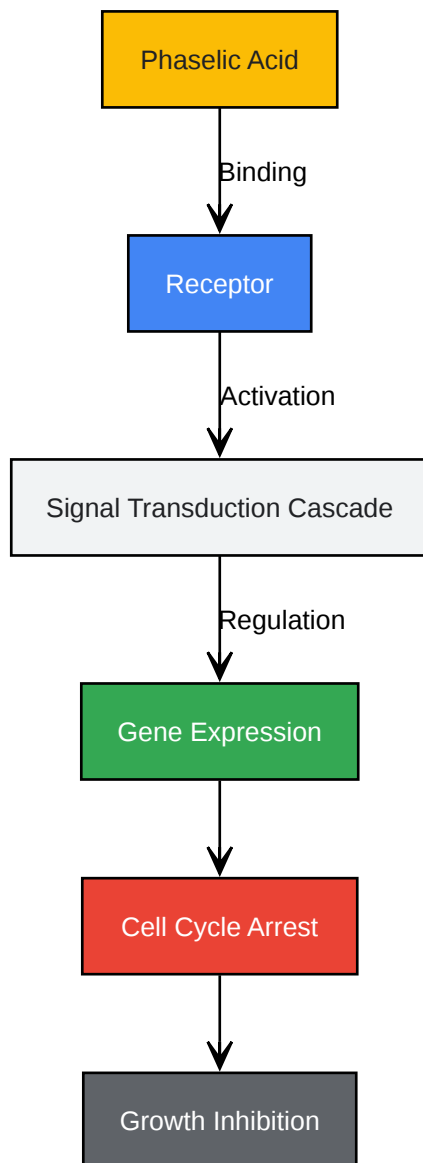 Phaselic Acid
Binding
Receptor
Activation
Signal Transduction Cascade
Regulation
Gene Expression
Cell Cycle Arrest
Growth Inhibition